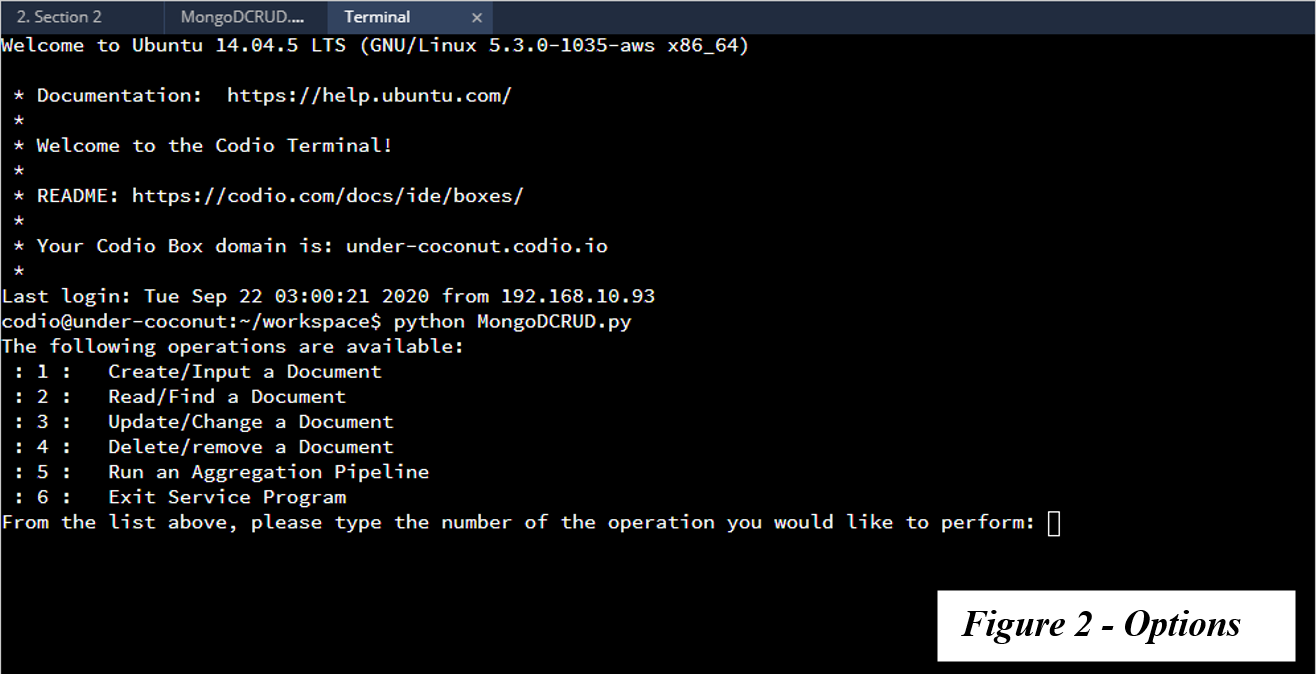 2. Section 2 MongoDCRUD.... Terminal ×
Welcome to Ubuntu 14.04.5 LTS (GNU/Linux 5.3.0-1035-aws x86_64)
* Documentation:  https://help.ubuntu.com/
*
* Welcome to the Codio Terminal!
*
* README: https://codio.com/docs/ide/boxes/
*
* Your Codio Box domain is: under-coconut.codio.io
*
Last login: Tue Sep 22 03:00:21 2020 from 192.168.10.93
codio@under-coconut:~/workspace$ python MongoDCRUD.py
The following operations are available:
: 1 :   Create/Input a Document
: 2 :   Read/Find a Document
: 3 :   Update/Change a Document
: 4 :   Delete/remove a Document
: 5 :   Run an Aggregation Pipeline
: 6 :   Exit Service Program
From the list above, please type the number of the operation you would like to perform:
Figure 2 - Options